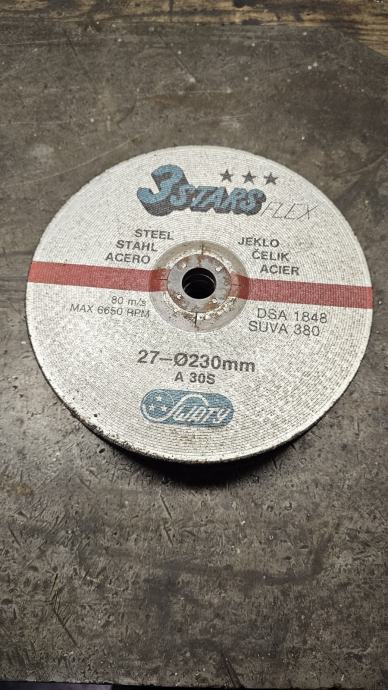 ★★★
3STARS FLEX
STEEL
STAHL
ACERO
JEKLO
ČELIK
ACIER
80 m/s
MAX 6650 RPM
DSA 1848
SUVA 380
27–Ø230mm
A 30S
SWATY